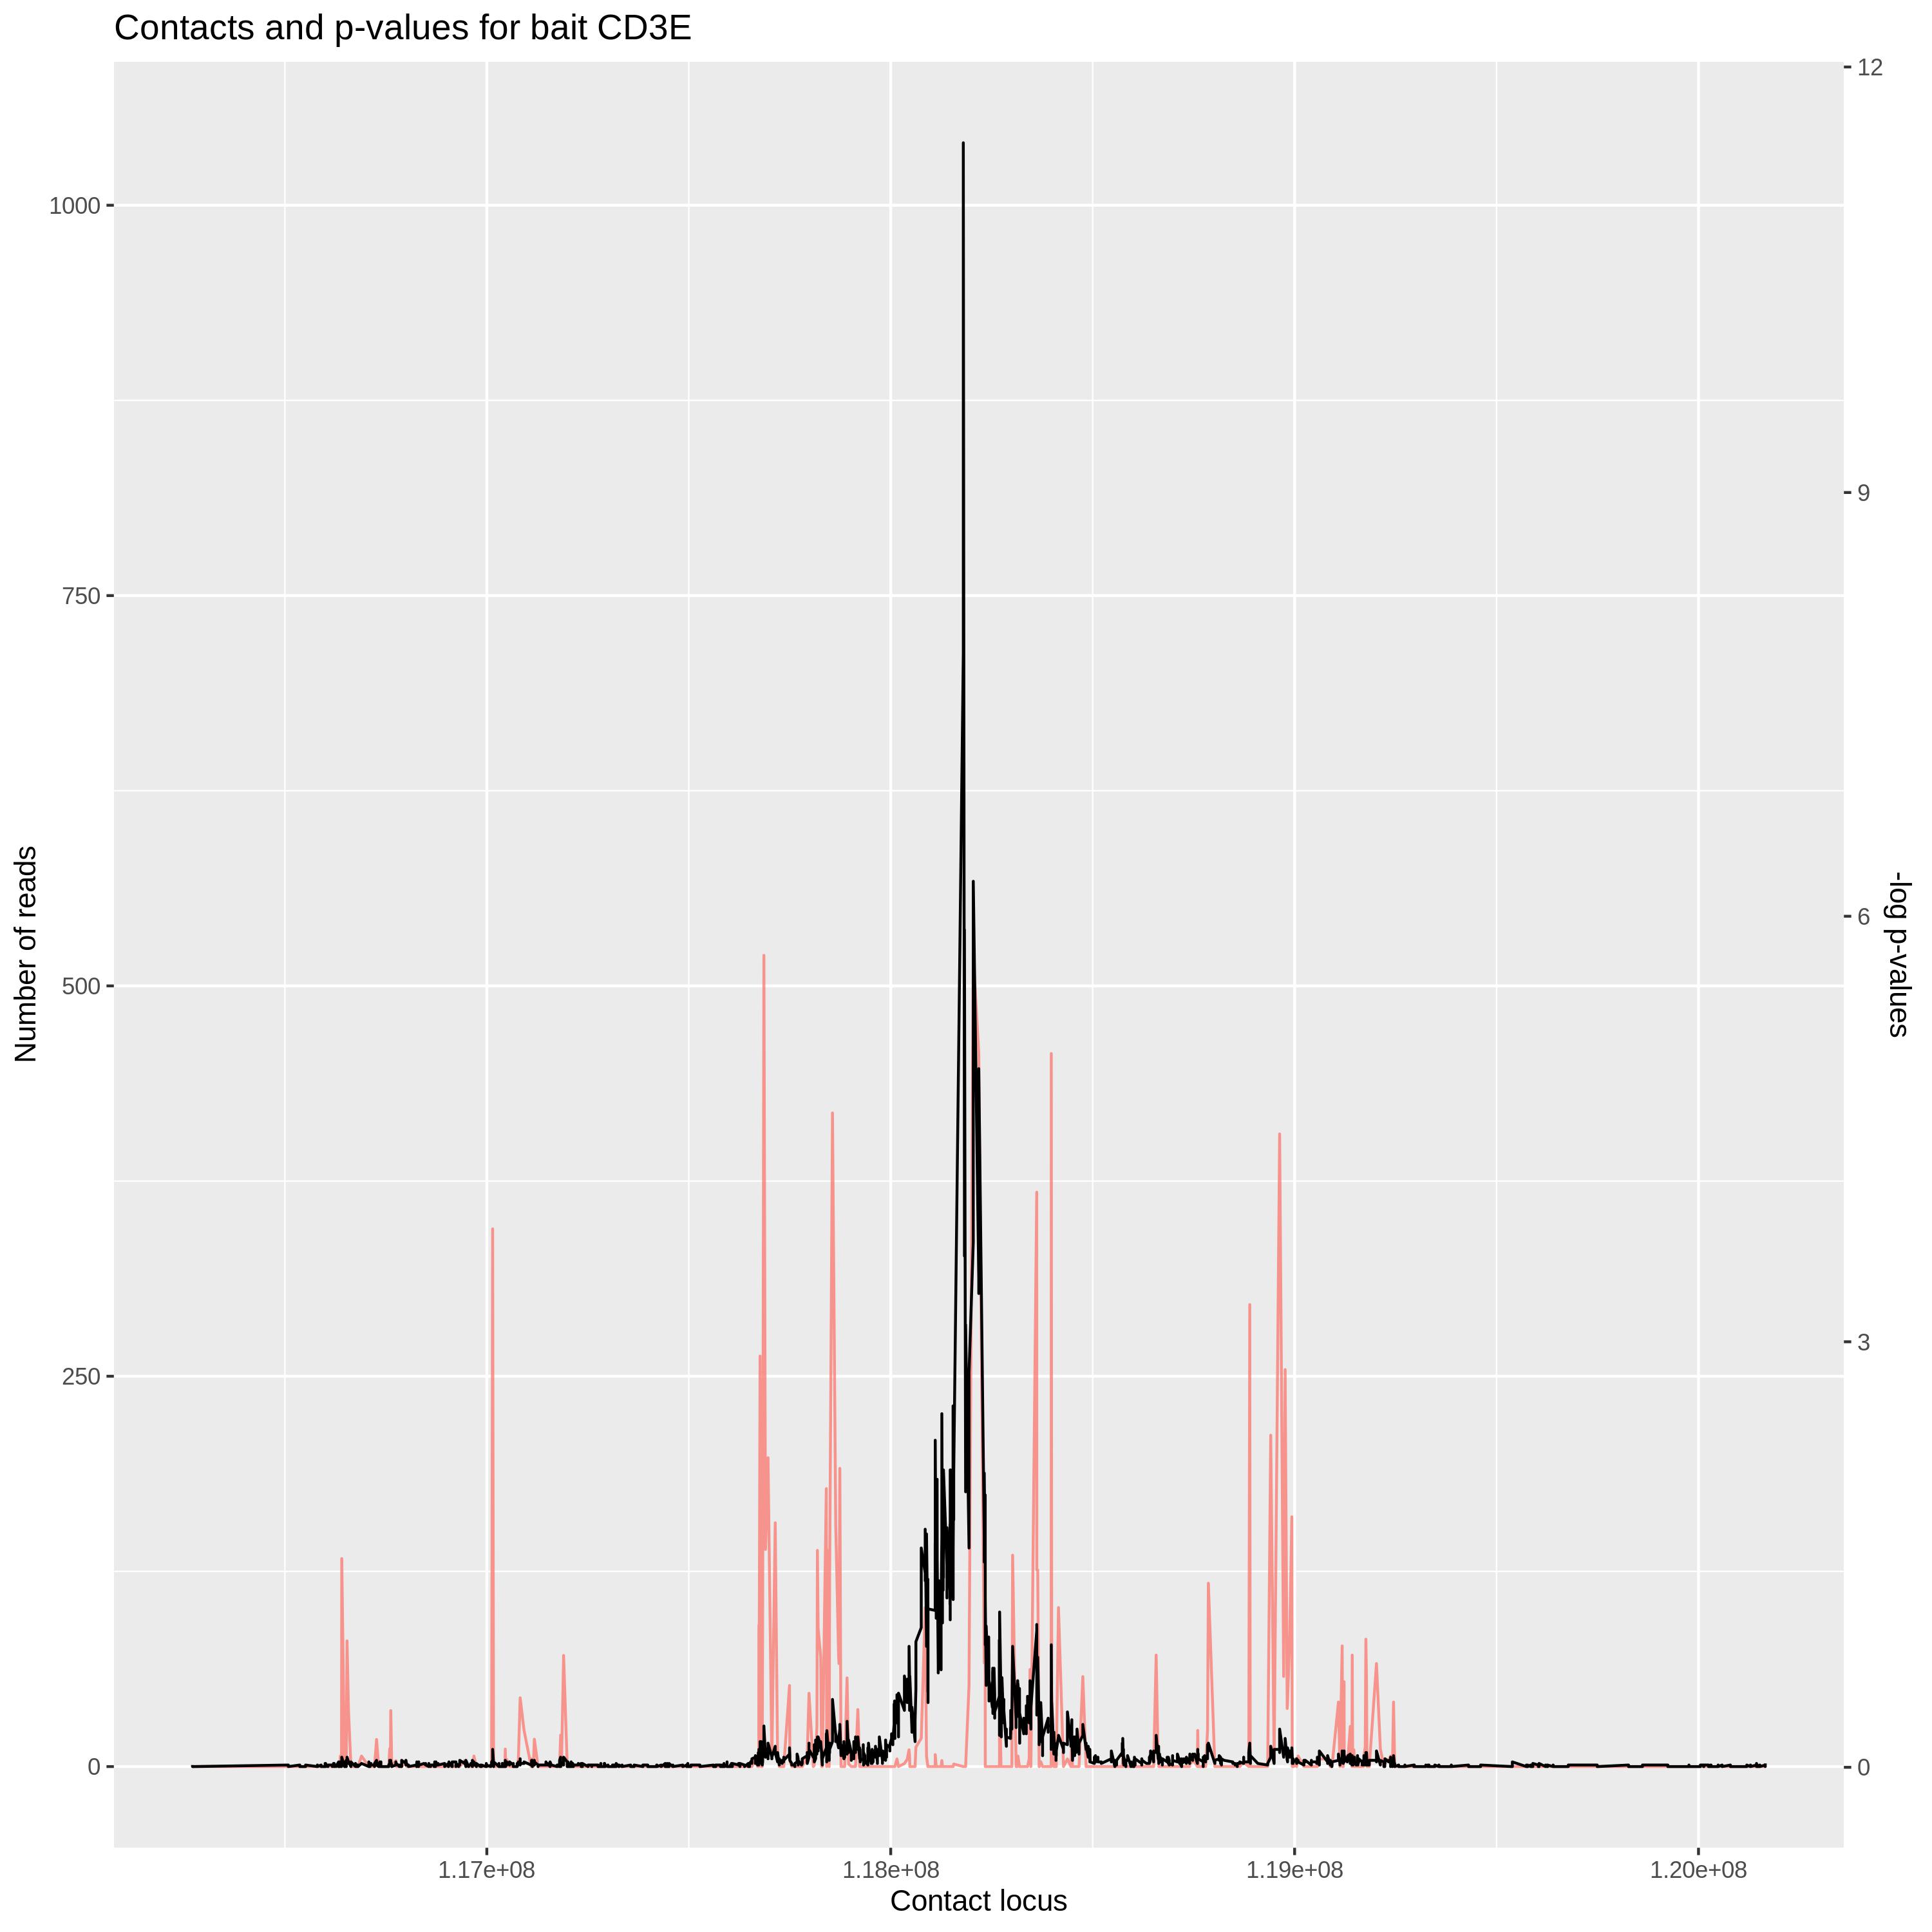 Contacts and p-values for bait CD3E
Number of reads
1000
750
500
250
0
12
9
6
3
0
-log p-values
1.17e+08
1.18e+08
1.19e+08
1.20e+08
Contact locus